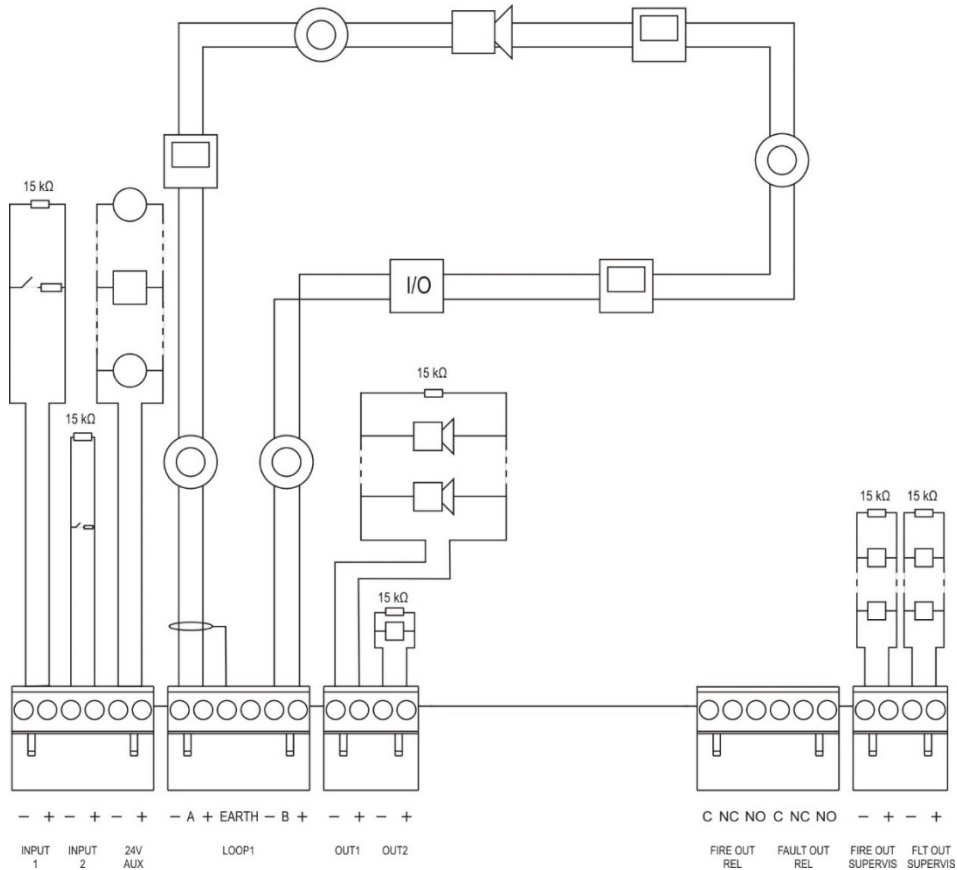 15 kΩ
I/O
15 kΩ
15 kΩ
15 kΩ
15 kΩ 15 kΩ
− + − + − + − A + EARTH − B + − + − + C NC NO C NC NO − + − +
INPUT 1 INPUT 2 24V AUX LOOP1 OUT1 OUT2 FIRE OUT REL FAULT OUT REL FIRE OUT SUPERVIS FLT OUT SUPERVIS